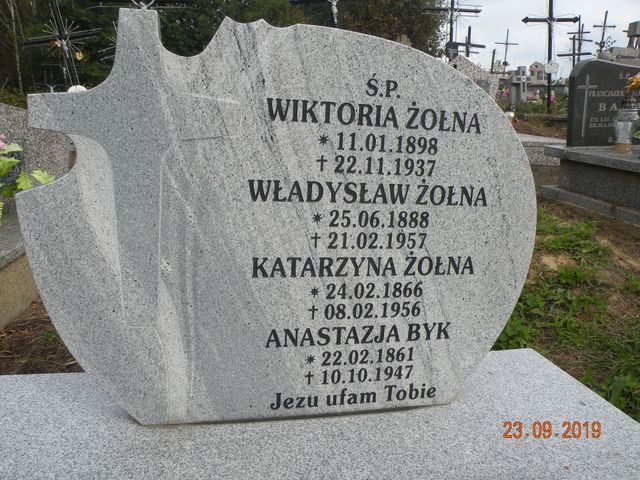 Ś.P.
WIKTORIA ŻOŁNA
* 11.01.1898
† 22.11.1937
WŁADYSŁAW ŻOŁNA
* 25.06.1888
† 21.02.1957
KATARZYNA ŻOŁNA
* 24.02.1866
† 08.02.1956
ANASTAZJA BYK
* 22.02.1861
† 10.10.1947
Jezu ufam Tobie
Ś.P.
FRANCISZEK
23.09.2019